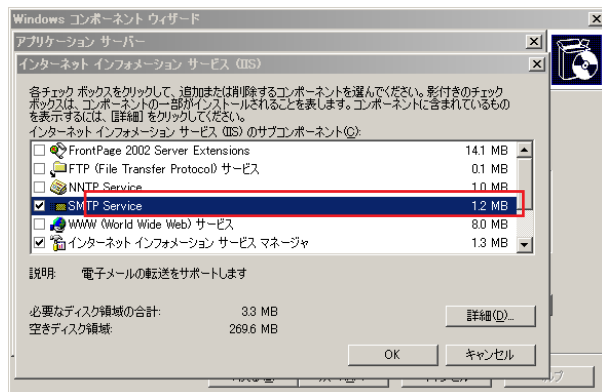 Windows コンポーネント ウィザード
アプリケーション サーバー
インターネット インフォメーション サービス (IIS)
各チェック ボックスをクリックして、追加または削除するコンポーネントを選んでください。影付きのチェック
ボックスは、コンポーネントの一部がインストールされることを表します。コンポーネントに含まれているもの
を表示するには、[詳細] をクリックしてください。
インターネット インフォメーション サービス (IIS) のサブコンポーネント(C):
FrontPage 2002 Server Extensions 14.1 MB
FTP (File Transfer Protocol) サービス 0.1 MB
NNTP Service 1.0 MB
SMTP Service 1.2 MB
WWW (World Wide Web) サービス 8.0 MB
インターネット インフォメーション サービス マネージャ 1.3 MB
説明: 電子メールの転送をサポートします
必要なディスク領域の合計: 3.3 MB
詳細(D)...
空きディスク領域: 269.6 MB
OK キャンセル